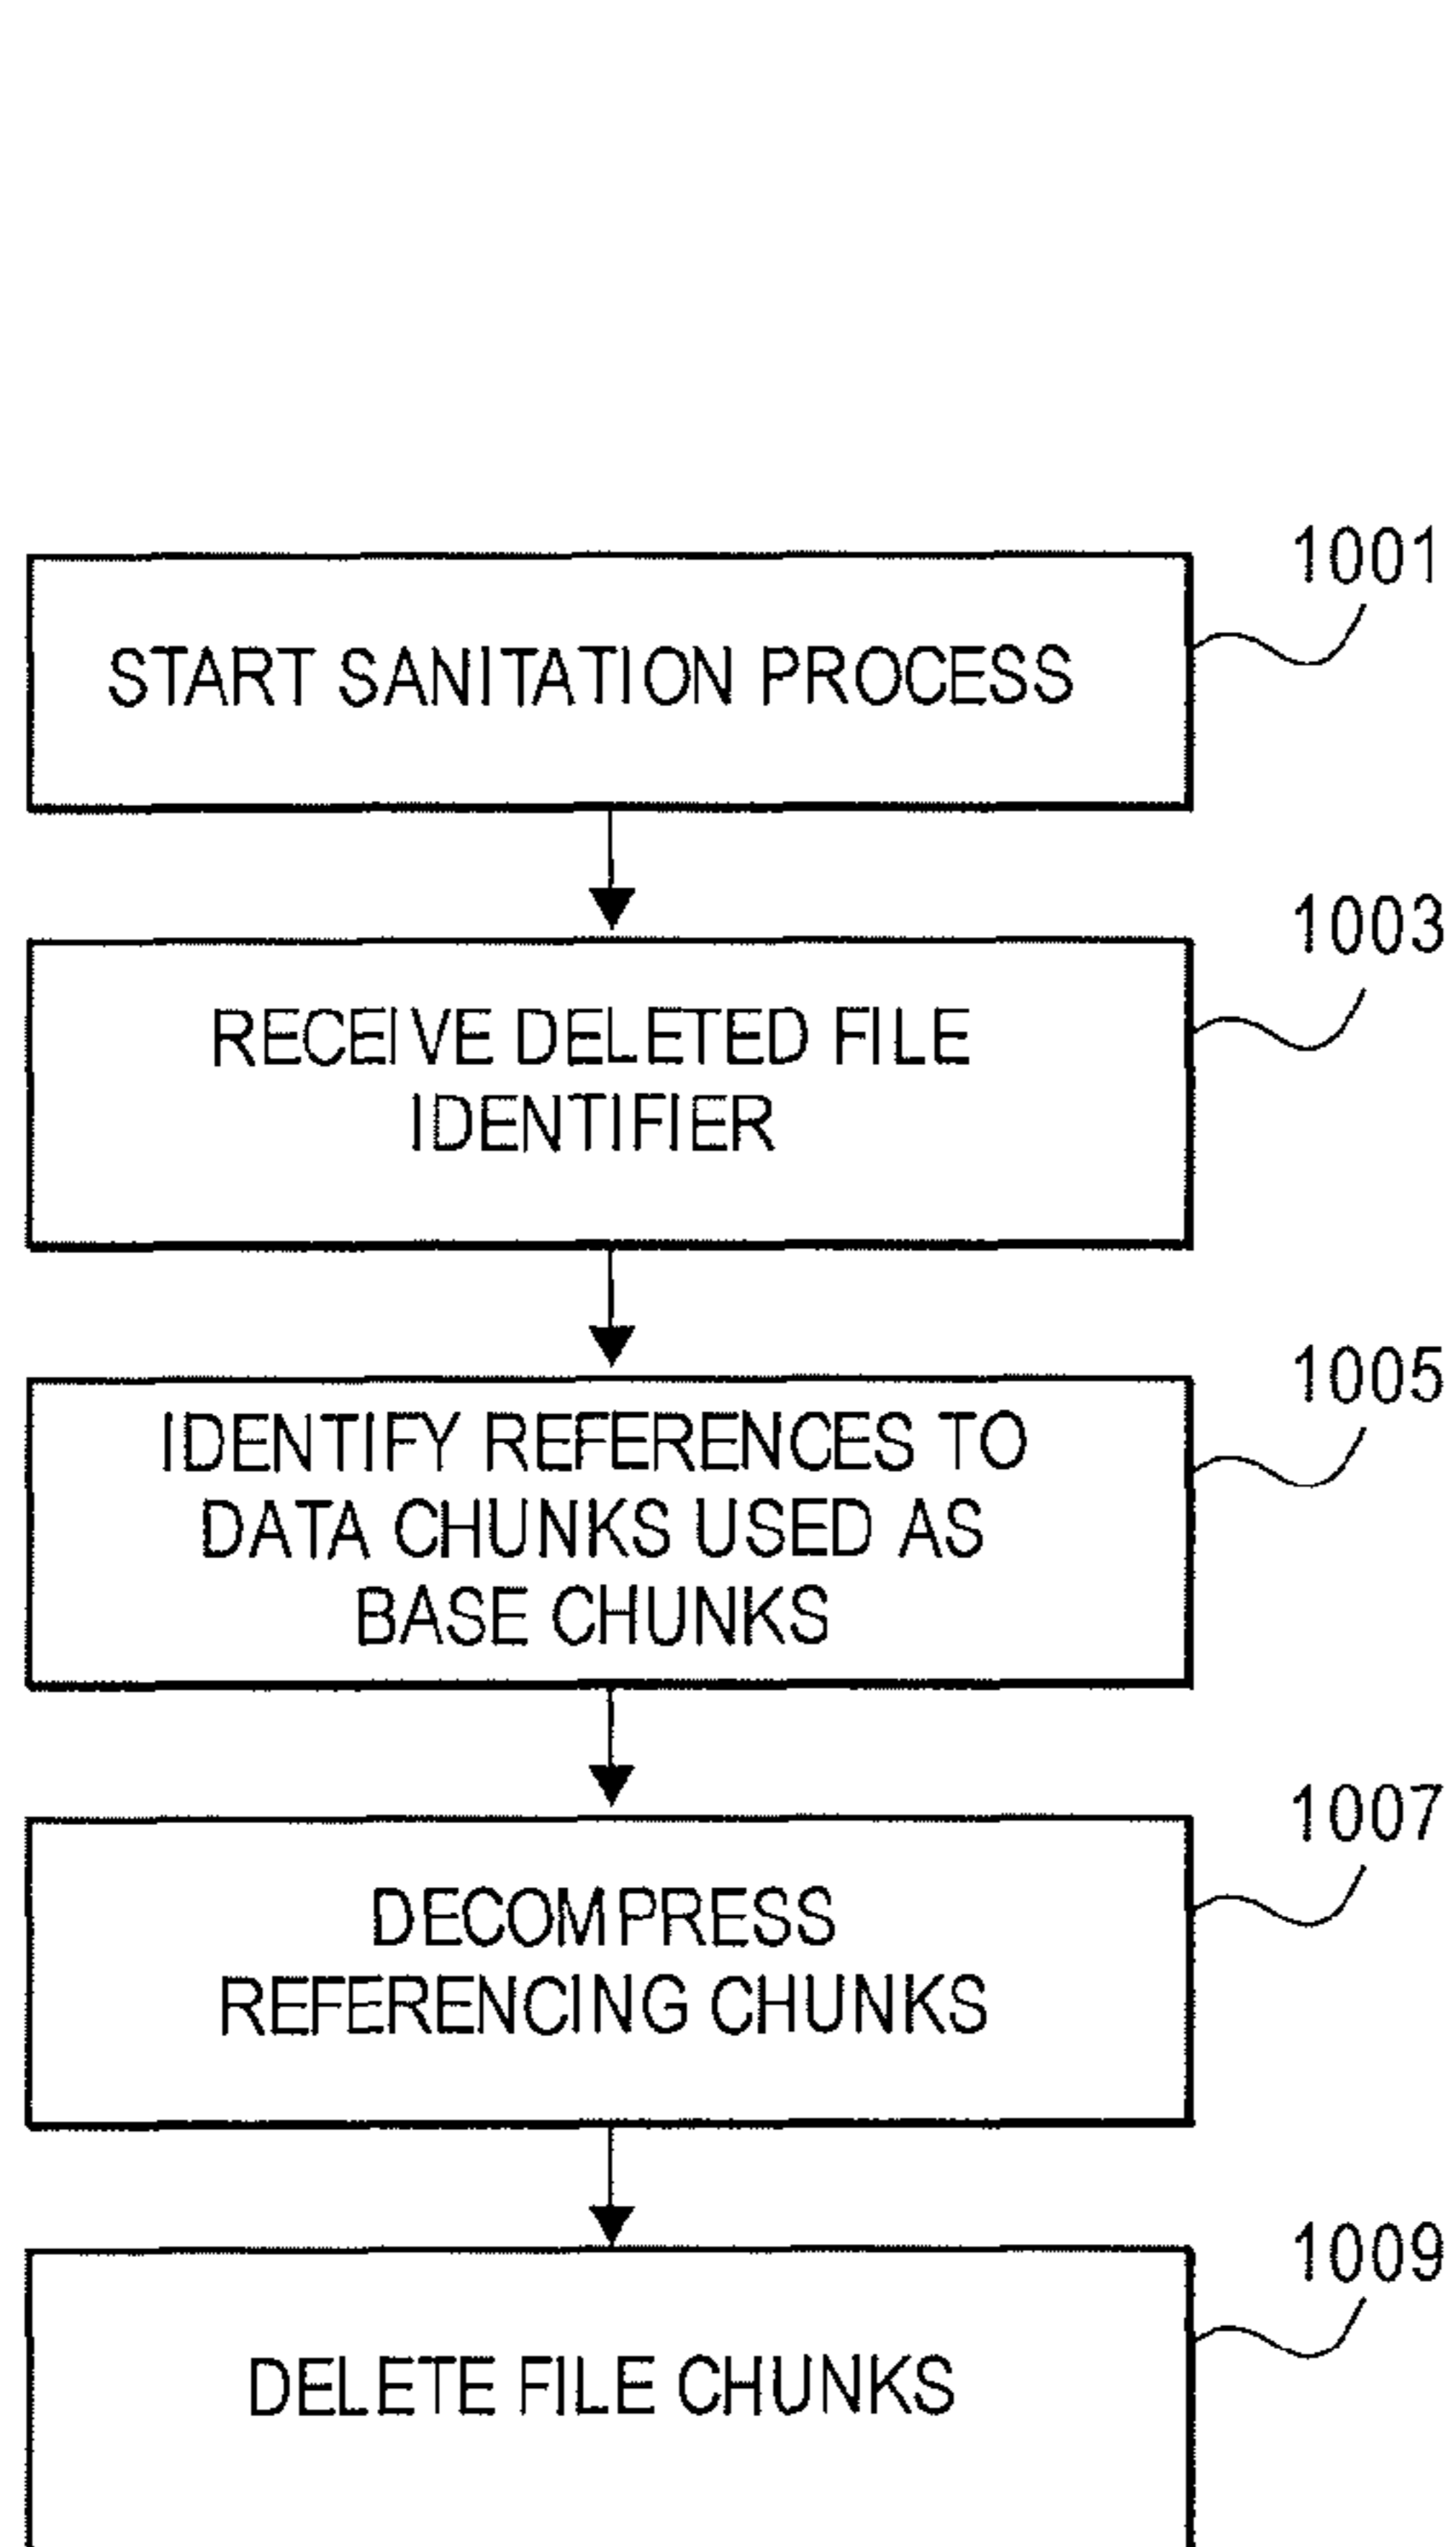 1001
START SANITATION PROCESS
1003
RECEIVE DELETED FILE
IDENTIFIER
1005
IDENTIFY REFERENCES TO
DATA CHUNKS USED AS
BASE CHUNKS
1007
DECOMPRESS
REFERENCING CHUNKS
1009
DELETE FILE CHUNKS